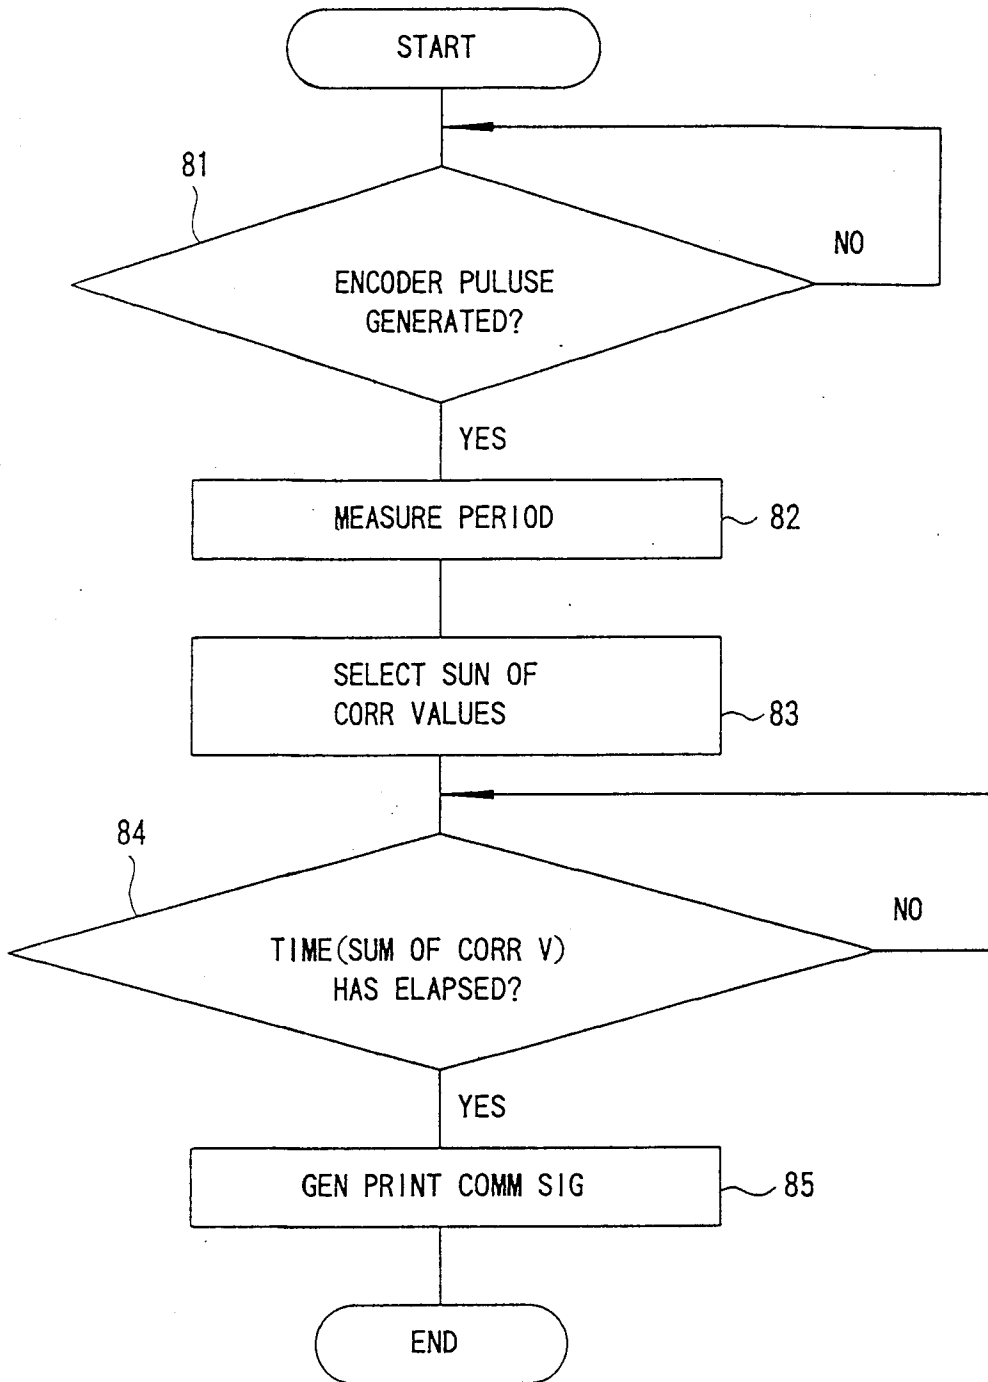 START
81
NO
ENCODER PULUSE
GENERATED?
YES
MEASURE PERIOD
82
SELECT SUN OF
CORR VALUES
83
84
NO
TIME(SUM OF CORR V)
HAS ELAPSED?
YES
GEN PRINT COMM SIG
85
END